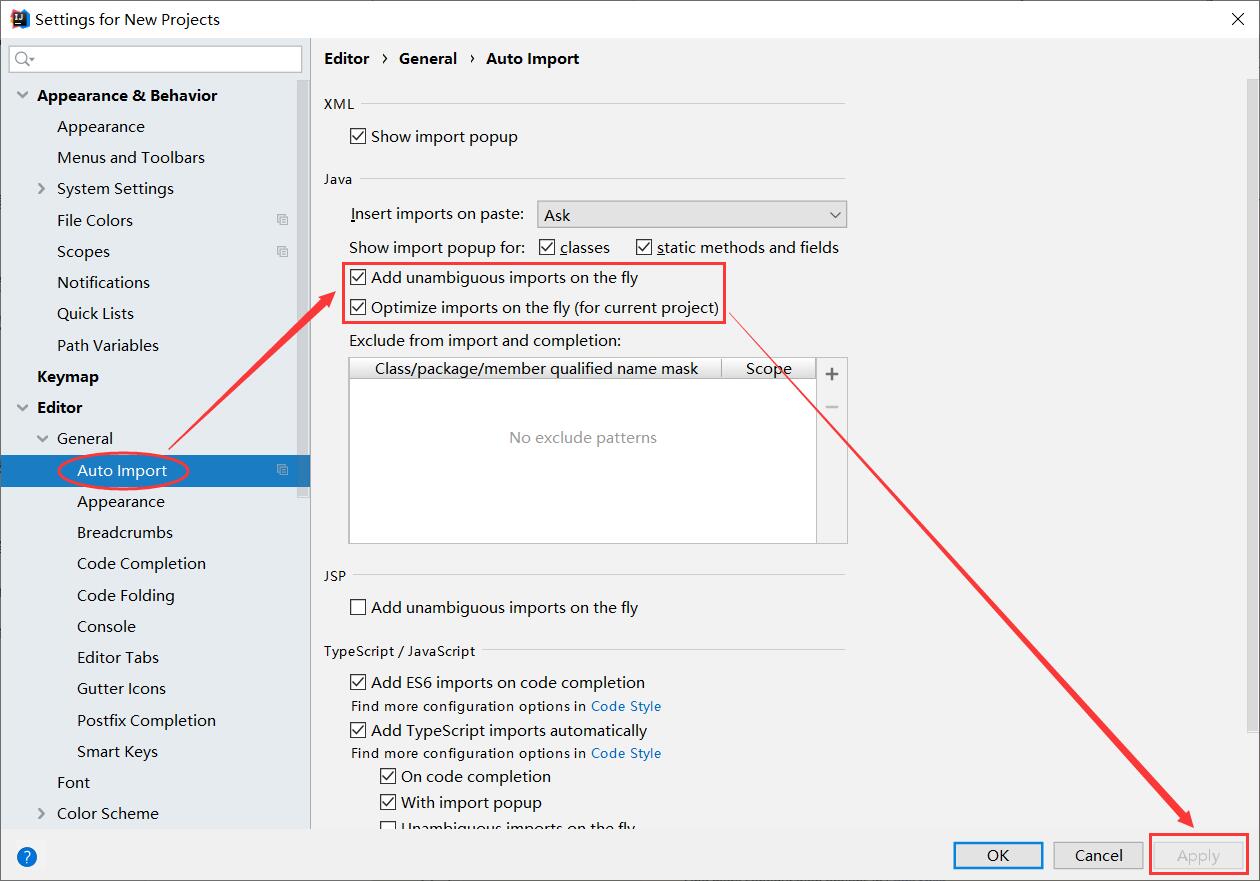 Settings for New Projects
Editor › General › Auto Import
Appearance & Behavior
Appearance
Menus and Toolbars
System Settings
File Colors
Scopes
Notifications
Quick Lists
Path Variables
Keymap
Editor
General
Auto Import
Appearance
Breadcrumbs
Code Completion
Code Folding
Console
Editor Tabs
Gutter Icons
Postfix Completion
Smart Keys
Font
Color Scheme
XML
Show import popup
Java
Insert imports on paste: Ask
Show import popup for: classes static methods and fields
Add unambiguous imports on the fly
Optimize imports on the fly (for current project)
Exclude from import and completion:
Class/package/member qualified name mask Scope
No exclude patterns
JSP
Add unambiguous imports on the fly
TypeScript / JavaScript
Add ES6 imports on code completion
Find more configuration options in Code Style
Add TypeScript imports automatically
Find more configuration options in Code Style
On code completion
With import popup
Unambiguous imports on the fly
? OK Cancel Apply